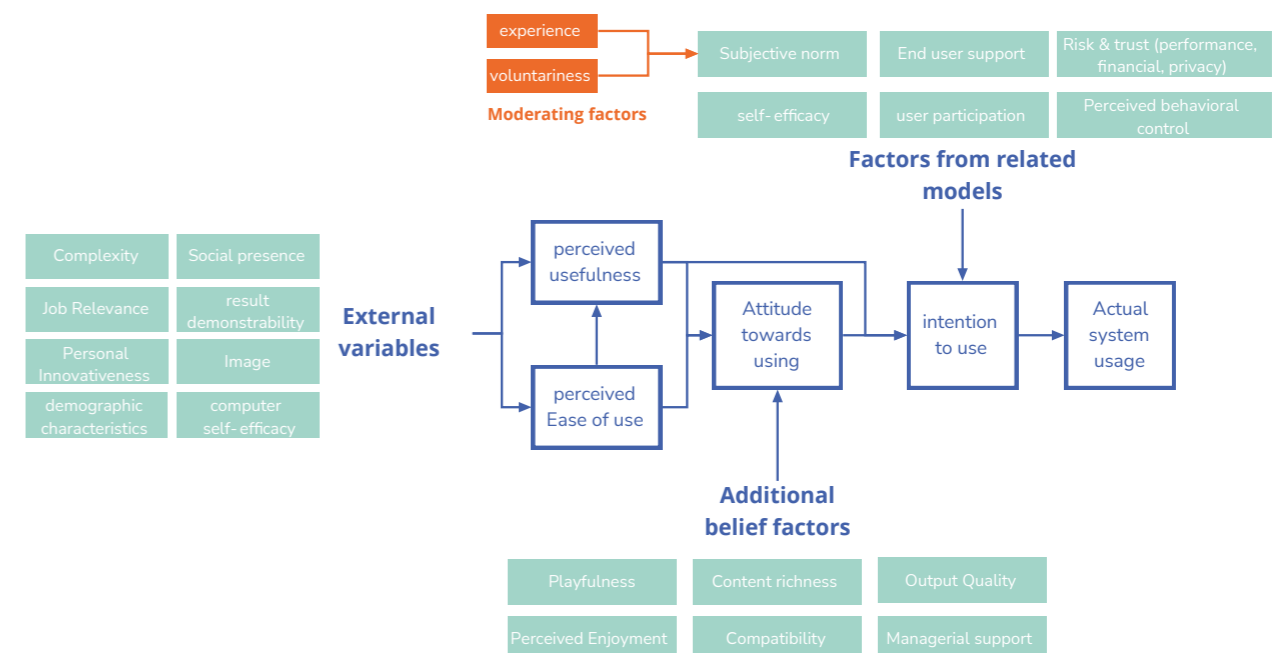 experience
voluntariness
Moderating factors
Subjective norm
End user support
Risk & trust (performance,
financial, privacy)
self-efficacy
user participation
Perceived behavioral
control
Factors from related
models
Complexity
Social presence
Job Relevance
result
demonstrability
Personal
Innovativeness
Image
demographic
characteristics
computer
self-efficacy
External
variables
perceived
usefulness
perceived
Ease of use
Attitude
towards
using
intention
to use
Actual
system
usage
Additional
belief factors
Playfulness
Content richness
Output Quality
Perceived Enjoyment
Compatibility
Managerial support